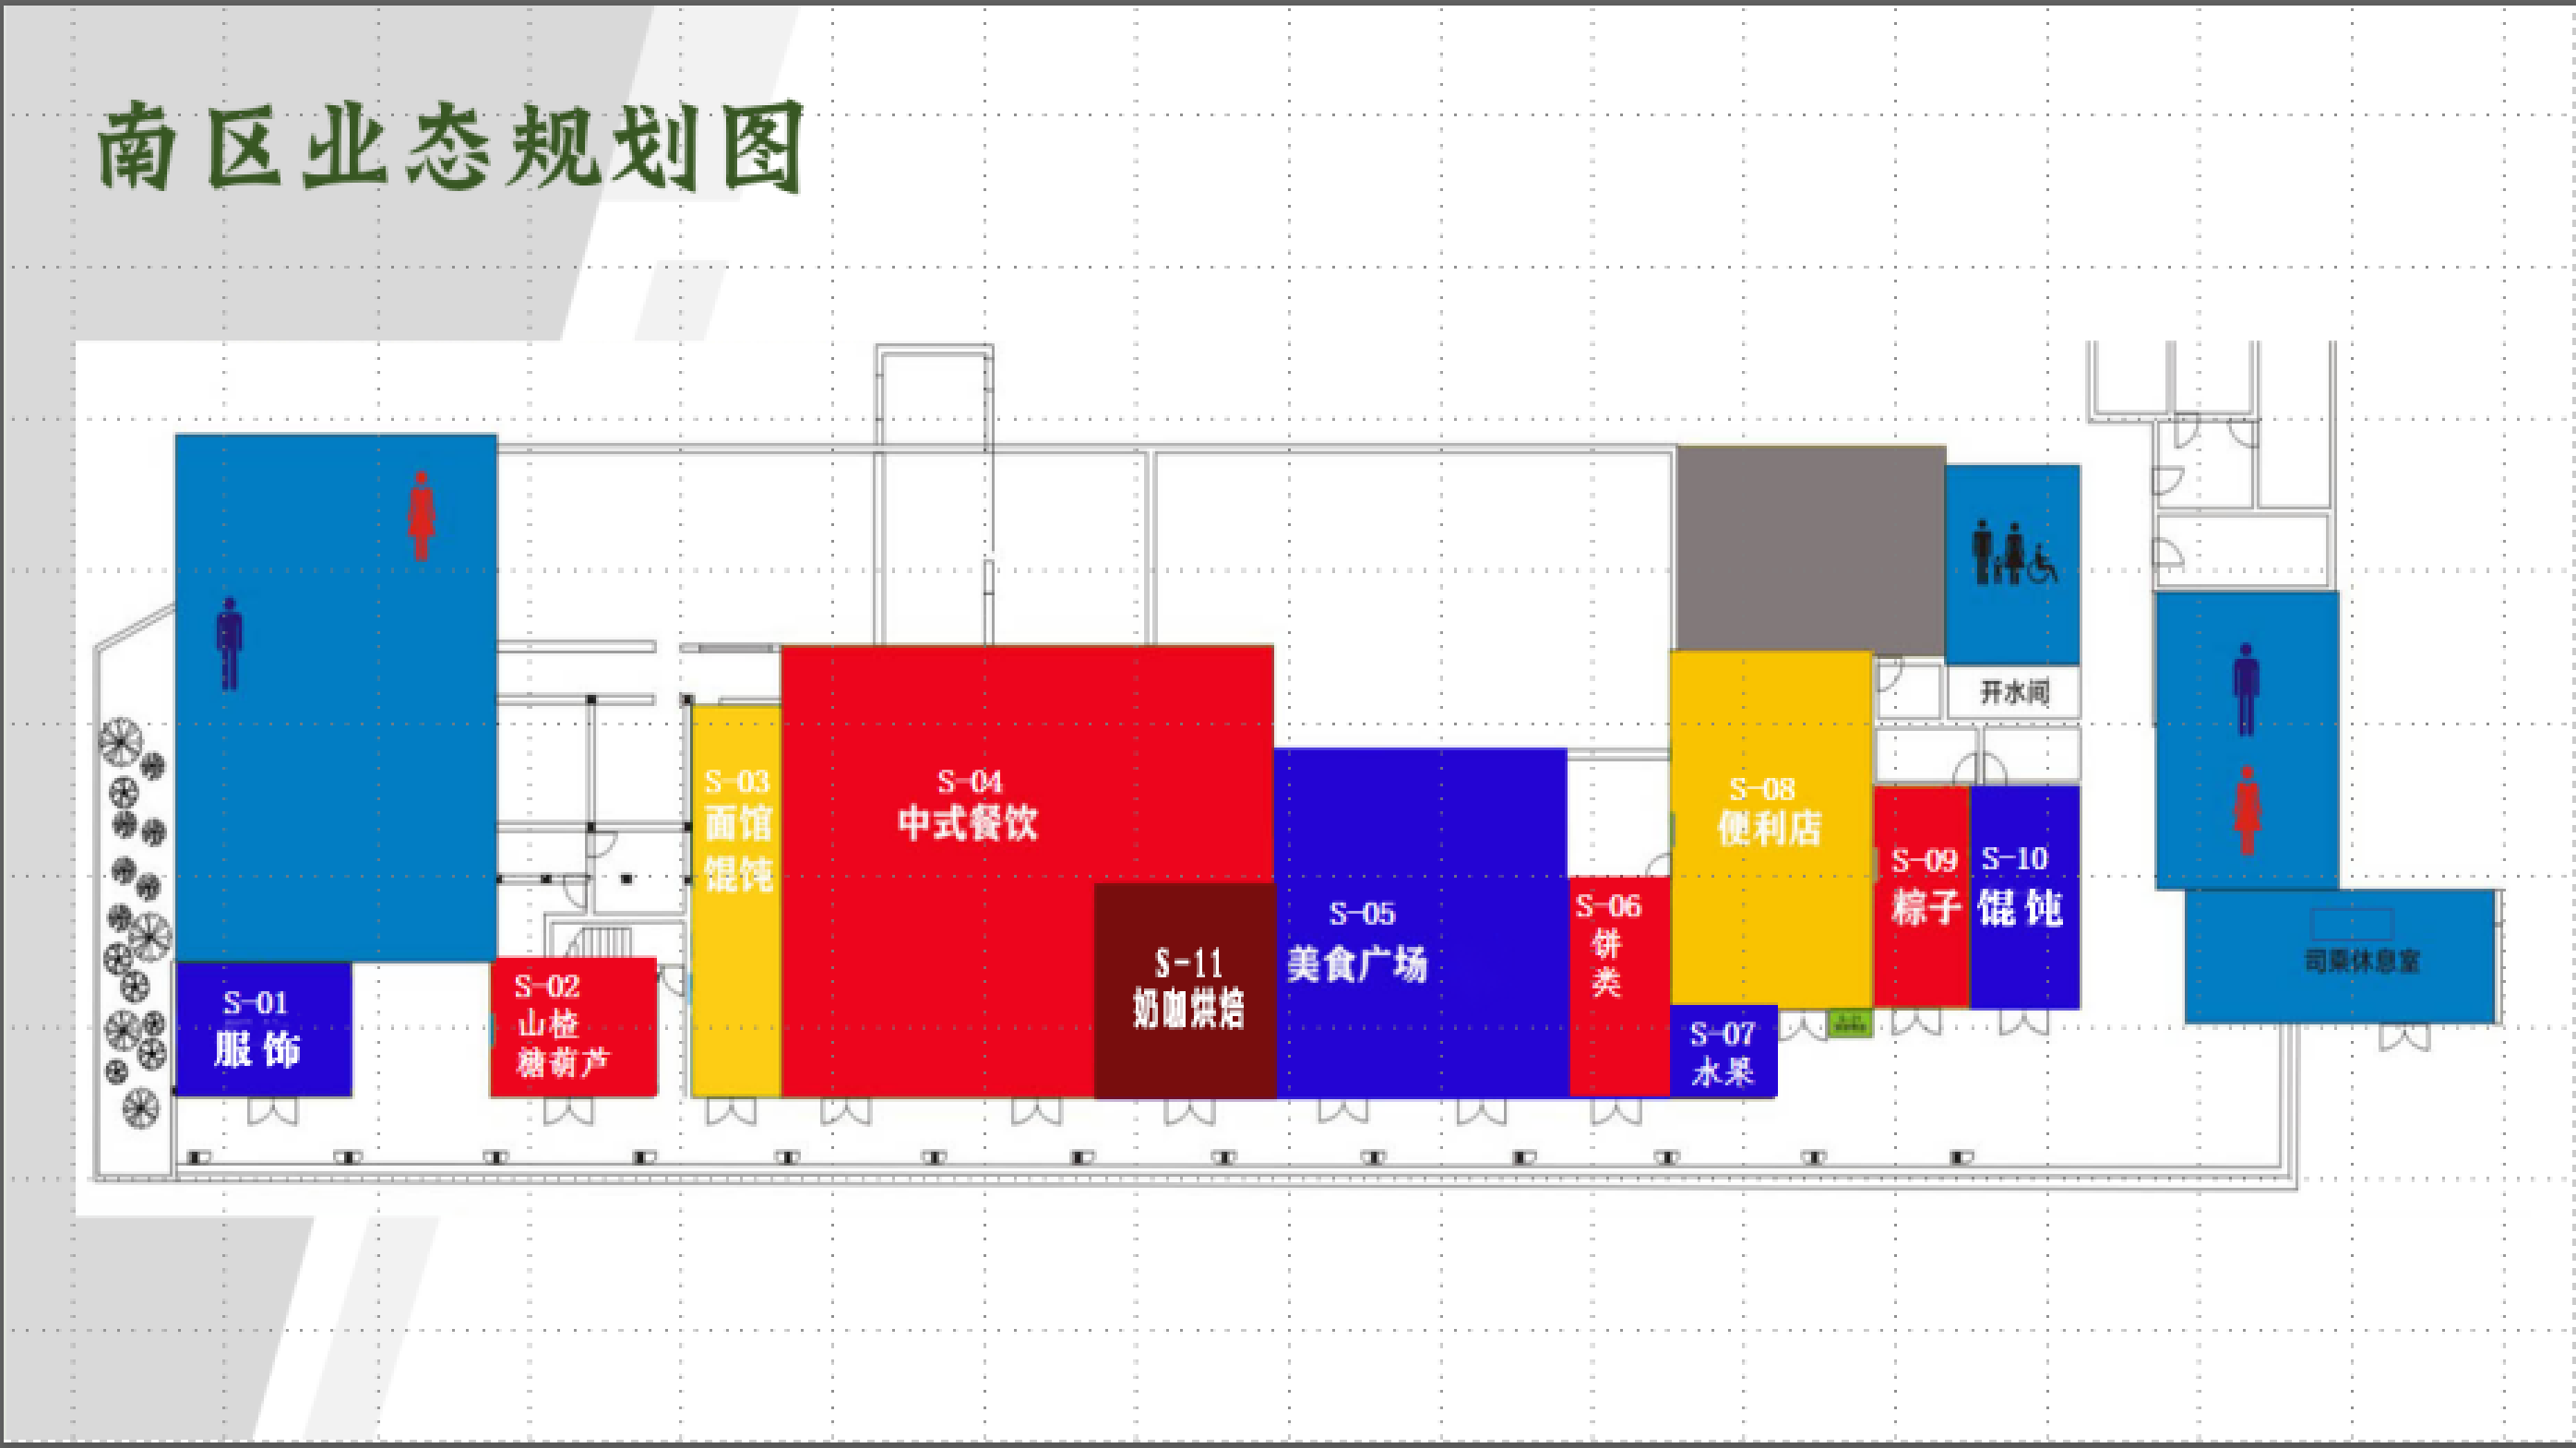 南区业态规划图
开水间
S-03
面馆
馄饨
S-04
中式餐饮
S-08
便利店
S-05
美食广场
S-06
饼
类
S-09
粽子
S-10
馄饨
S-11
奶咖烘焙
司乘休息室
S-01
服饰
S-02
山楂
糖葫芦
S-07
水果